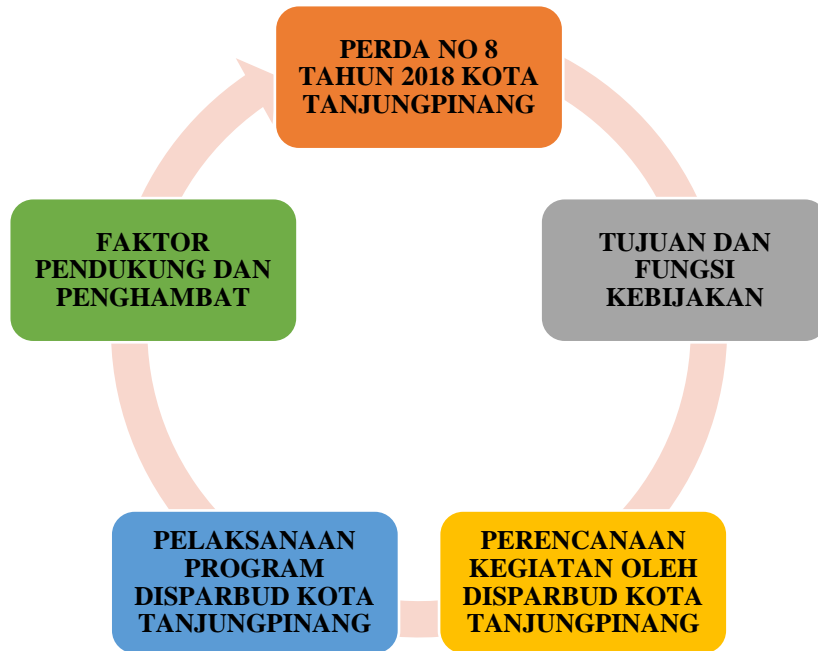 PERDA NO 8
TAHUN 2018 KOTA
TANJUNGPINANG
TUJUAN DAN
FUNGSI
KEBIJAKAN
PERENCANAAN
KEGIATAN OLEH
DISPARBUD KOTA
TANJUNGPINANG
PELAKSANAAN
PROGRAM
DISPARBUD KOTA
TANJUNGPINANG
FAKTOR
PENDUKUNG DAN
PENGHAMBAT